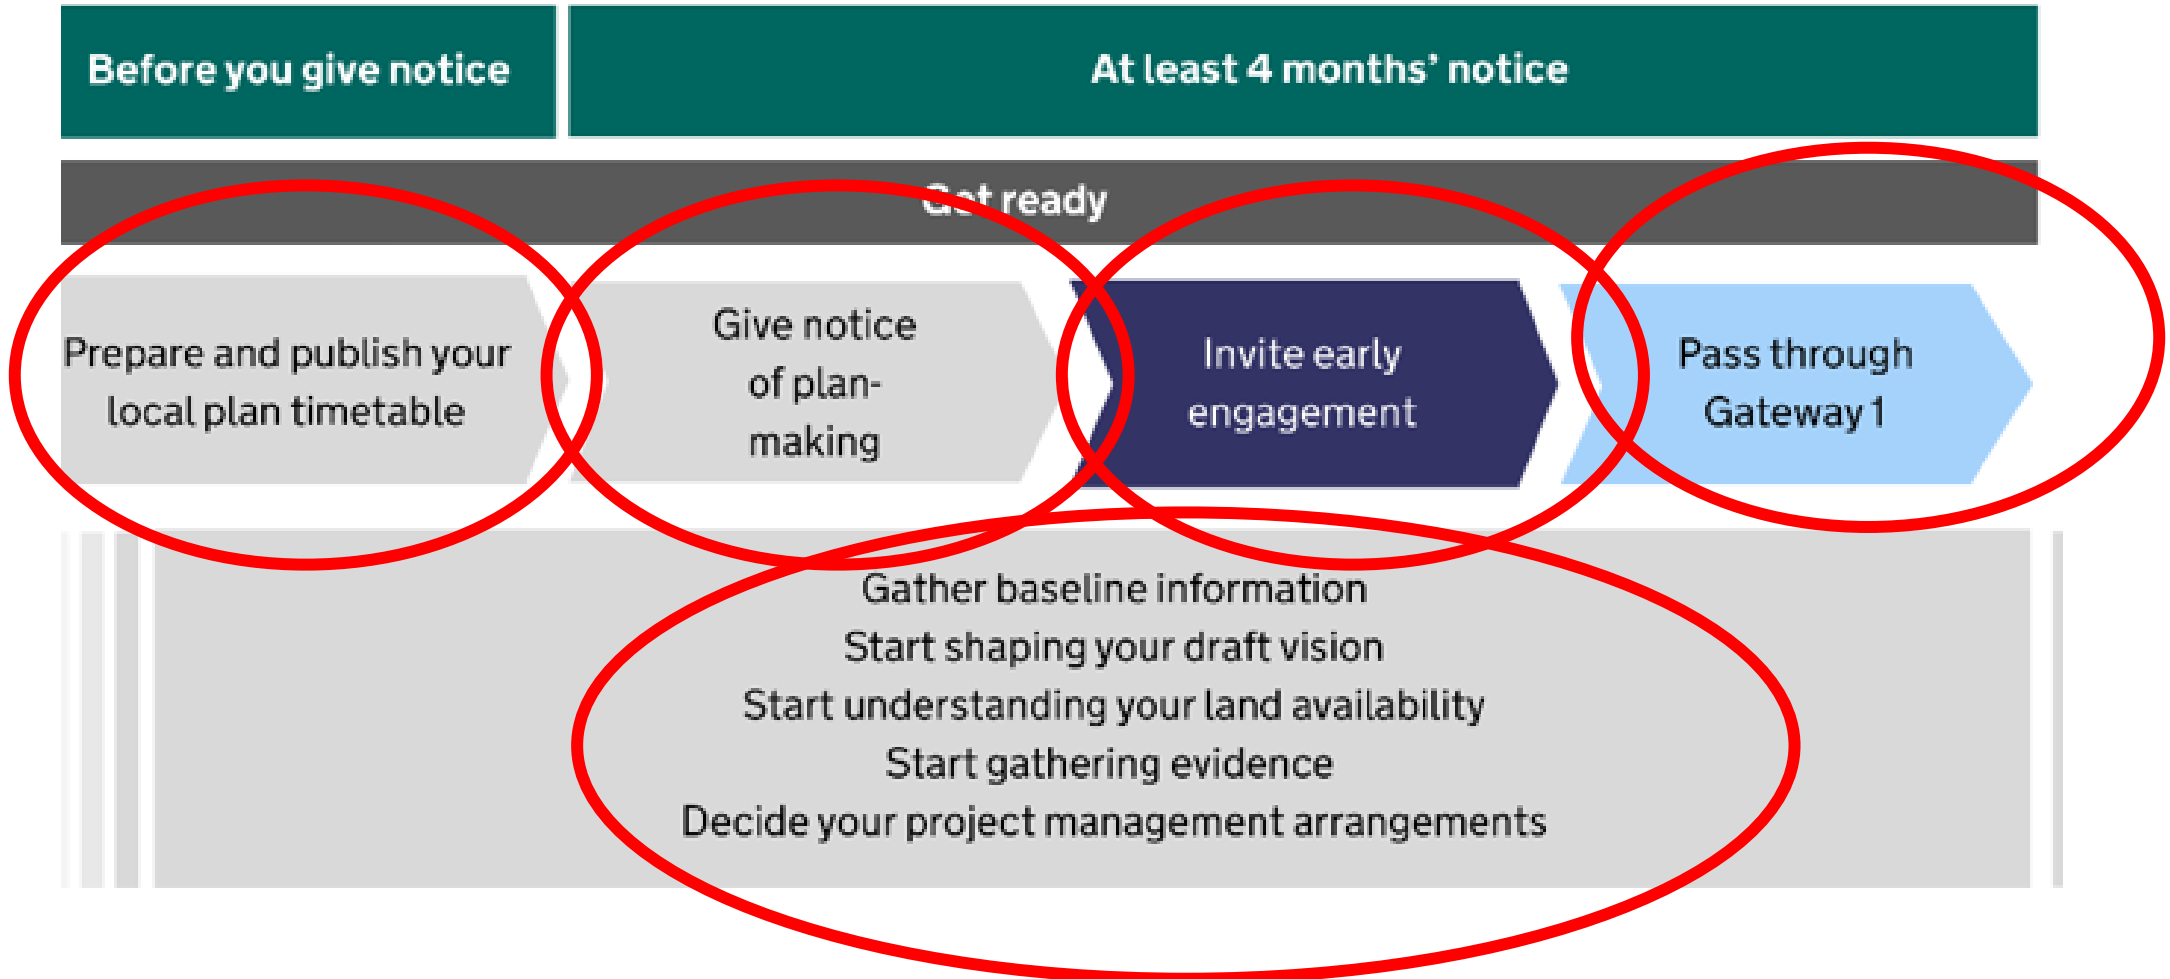 Before you give notice
At least 4 months’ notice
Get ready
Prepare and publish your
local plan timetable
Give notice
of plan-
making
Invite early
engagement
Pass through
Gateway 1
Gather baseline information
Start shaping your draft vision
Start understanding your land availability
Start gathering evidence
Decide your project management arrangements